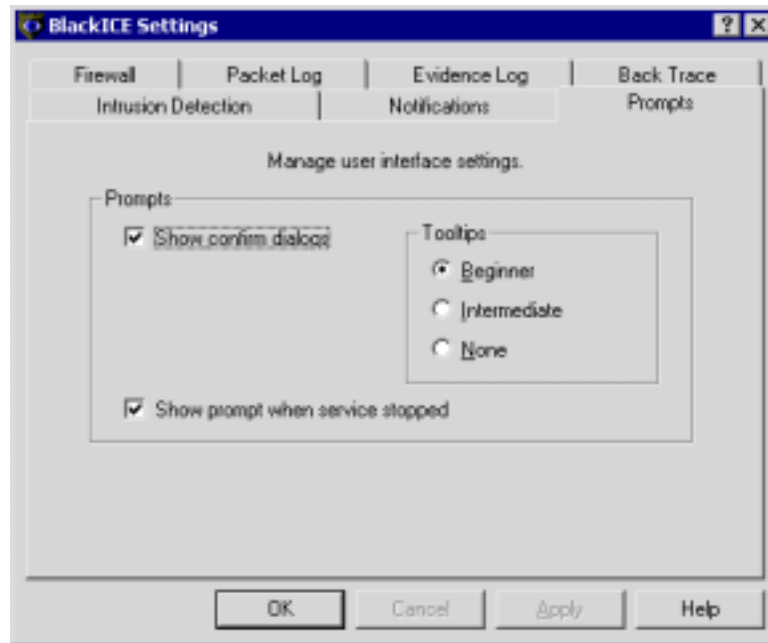 BlackICE Settings
Firewall Packet Log Evidence Log Back Trace
Intrusion Detection Notifications Prompts
Manage user interface settings.
Prompts
Show confirm dialogs
Tooltips
Beginner
Intermediate
None
Show prompt when service stopped
OK Cancel Apply Help